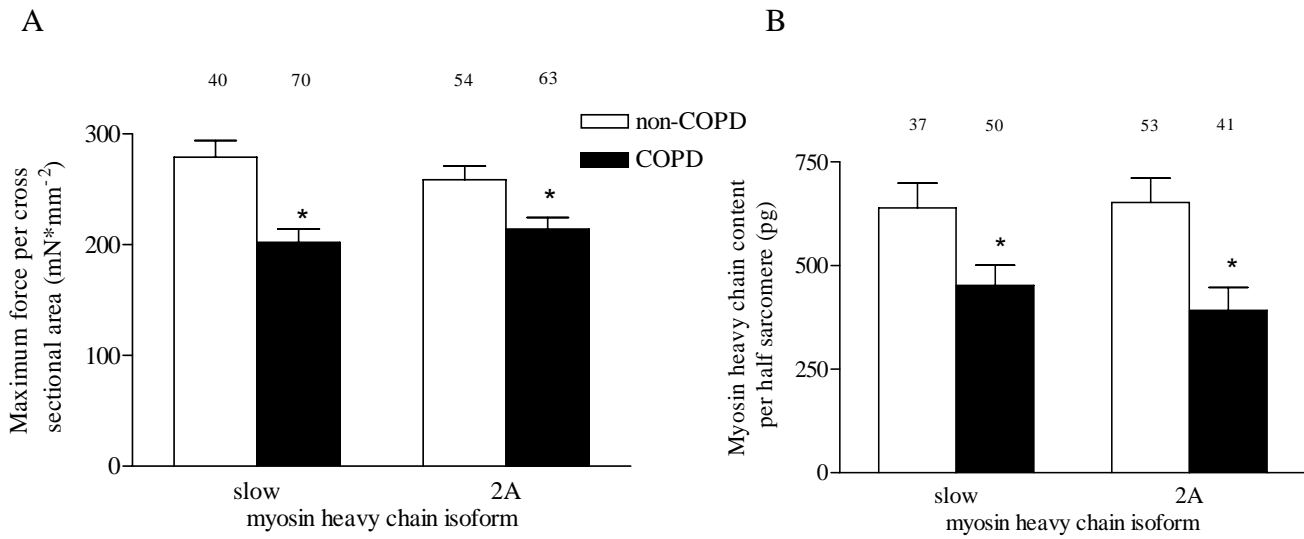 A
40 70 54 63
non-COPD
COPD
Maximum force per cross
sectional area (mN*mm-2)
300
200
100
0
*
*
slow 2A
myosin heavy chain isoform
B
37 50 53 41
Myosin heavy chain content
per half sarcomere (pg)
750
500
250
0
*
*
slow 2A
myosin heavy chain isoform